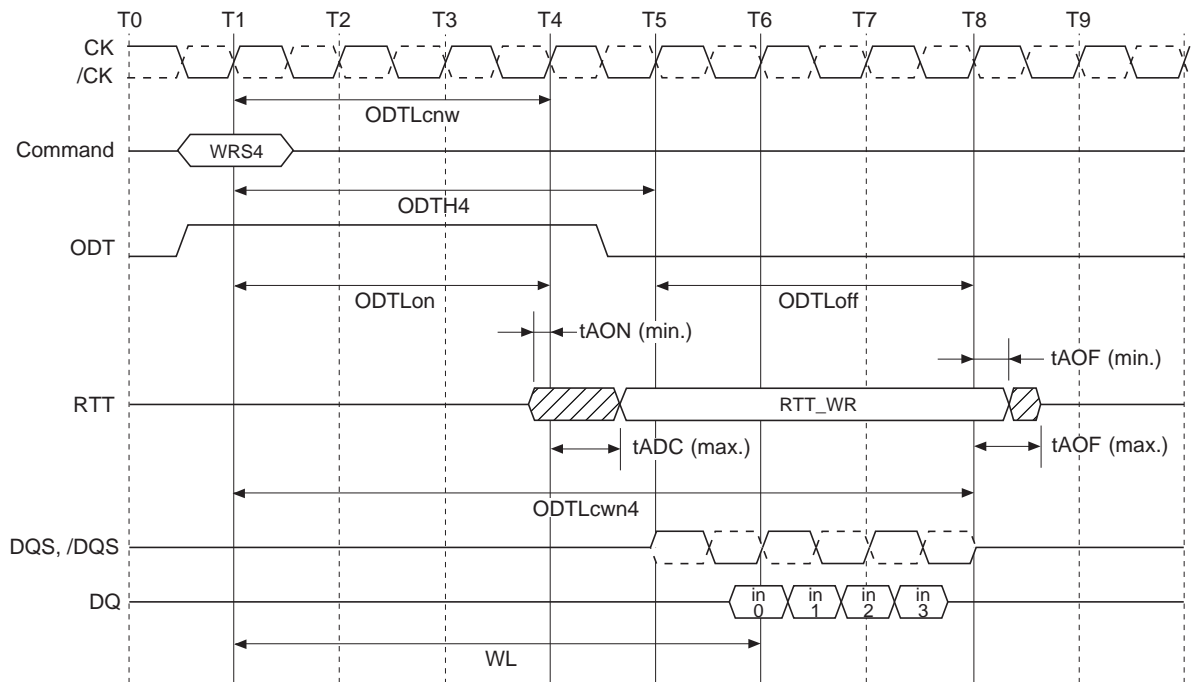 T0 T1 T2 T3 T4 T5 T6 T7 T8 T9
CK
/CK
ODTLcnw
Command WRS4
ODTH4
ODT
ODTLon ODTLoff
tAON (min.)
tAOF (min.)
RTT RTT_WR
tADC (max.) tAOF (max.)
ODTLcwn4
DQS, /DQS
DQ in 0 in 1 in 2 in 3
WL